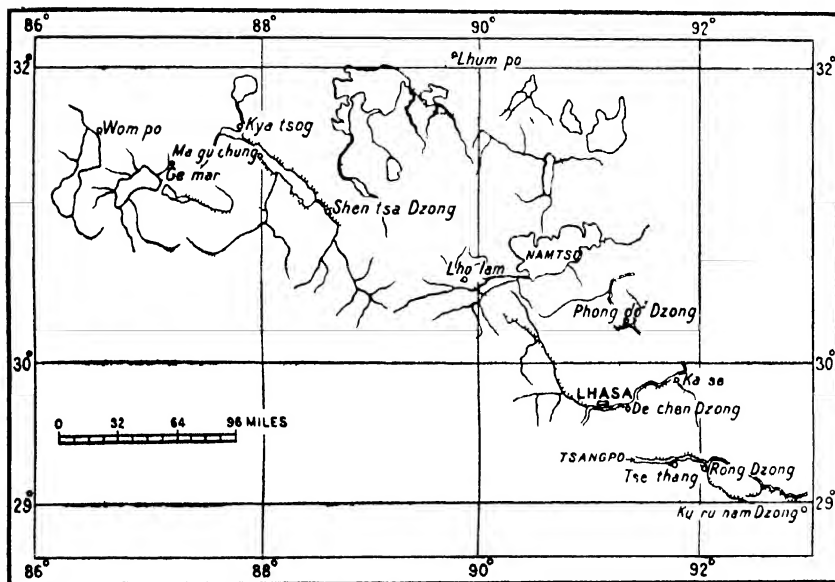 86° 88° 90° 92°
32° 32°
Lhum po
Wom po
Kya tsog
Ma gu chung
Ge mar
Shen tsa Dzong
NAMTSO
Lho lam
Phong do Dzong
30° 30°
LHASA
Ka se
De chen Dzong
0 32 64 96 MILES
TSANGPO
Tse thang
Rong Dzong
29° 29°
Ku ru nam Dzong
86° 88° 90° 92°